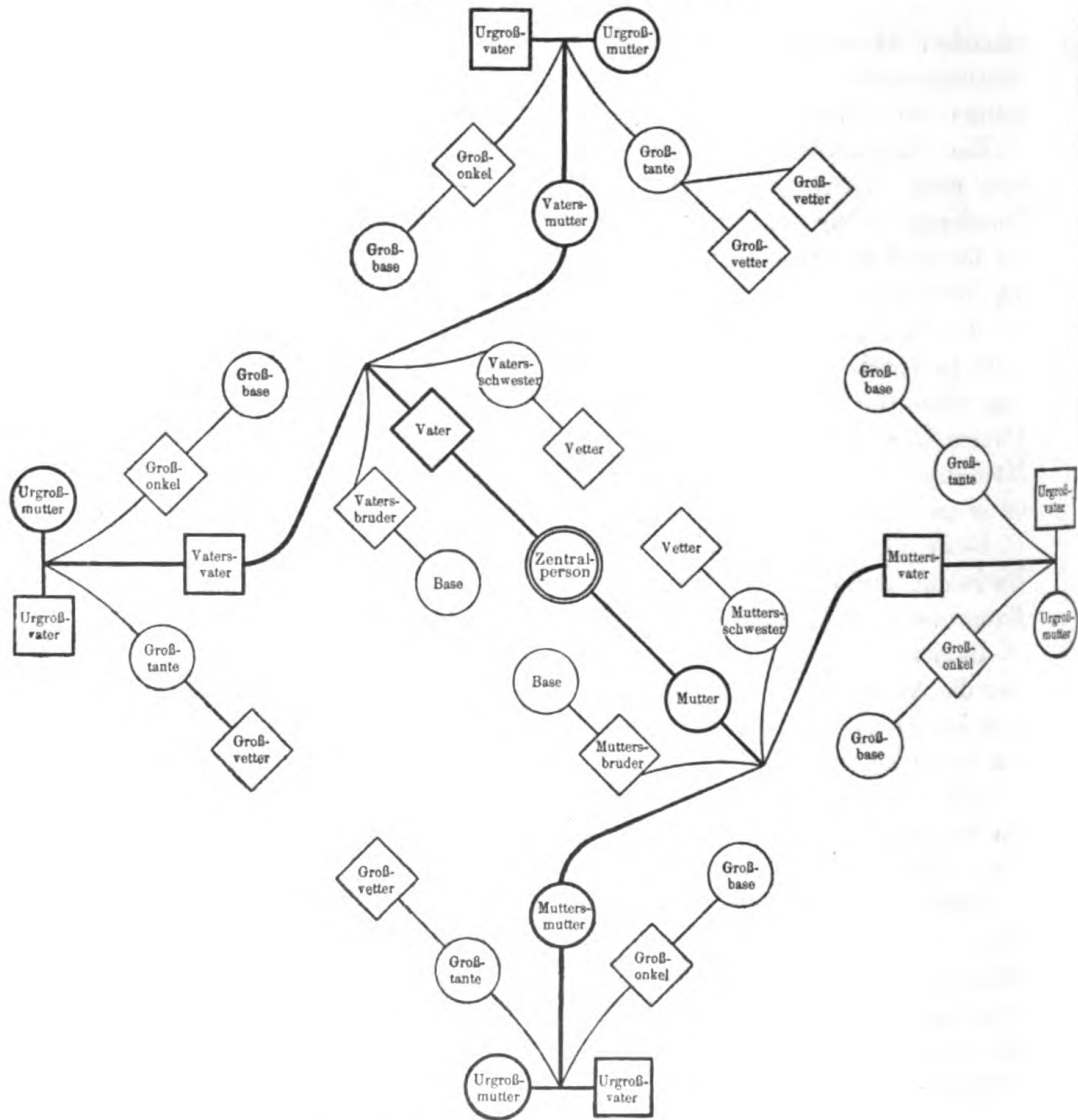 Urgroß-
vater
Urgroß-
mutter
Groß-
onkel
Groß-
tante
Groß-
vetter
Vaters-
mutter
Groß-
base
Groß-
vetter
Groß-
base
Vaters-
schwester
Groß-
base
Vater
Vetter
Groß-
onkel
Groß-
tante
Urgroß-
mutter
Vaters-
bruder
Urgroß-
vater
Vaters-
vater
Vetter
Zentral-
person
Mutters-
vater
Base
Urgroß-
vater
Mutters-
schwester
Urgroß-
mutter
Groß-
tante
Groß-
onkel
Base
Mutter
Groß-
vetter
Mutters-
bruder
Groß-
base
Groß-
vetter
Groß-
base
Mutters-
mutter
Groß-
tante
Groß-
onkel
Urgroß-
mutter
Urgroß-
vater